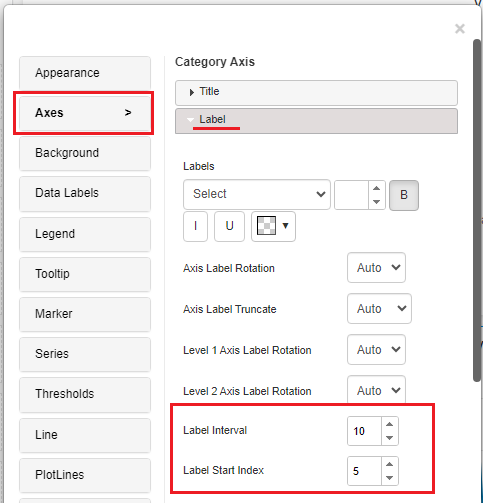 ×
Appearance
Axes >
Background
Data Labels
Legend
Tooltip
Marker
Series
Thresholds
Line
PlotLines
Category Axis
Title
Label
Labels
Select B
I U
Axis Label Rotation Auto
Axis Label Truncate Auto
Level 1 Axis Label Rotation Auto
Level 2 Axis Label Rotation Auto
Label Interval 10
Label Start Index 5